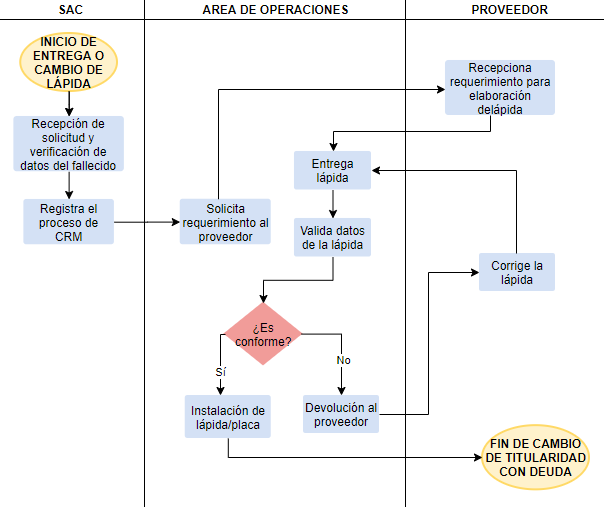 SAC
AREA DE OPERACIONES
PROVEEDOR
INICIO DE
ENTREGA O
CAMBIO DE
LÁPIDA
Recepción de
solicitud y
verificación de
datos del fallecido
Registra el
proceso de
CRM
Solicita
requerimiento al
proveedor
Recepciona
requerimiento para
elaboración
delápida
Entrega
lápida
Valida datos
de la lápida
Corrige la
lápida
¿Es
conforme?
Sí
No
Instalación de
lápida/placa
Devolución al
proveedor
FIN DE CAMBIO
DE TITULARIDAD
CON DEUDA